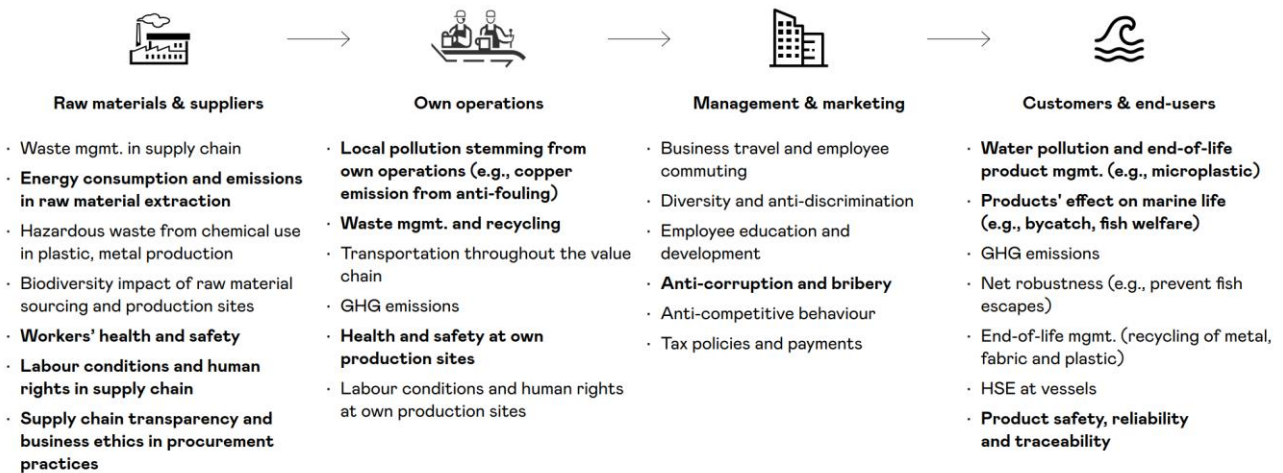 Raw materials & suppliers
· Waste mgmt. in supply chain
· Energy consumption and emissions
in raw material extraction
· Hazardous waste from chemical use
in plastic, metal production
· Biodiversity impact of raw material
sourcing and production sites
· Workers' health and safety
· Labour conditions and human
rights in supply chain
· Supply chain transparency and
business ethics in procurement
practices
Own operations
· Local pollution stemming from
own operations (e.g., copper
emission from anti-fouling)
· Waste mgmt. and recycling
· Transportation throughout the value
chain
· GHG emissions
· Health and safety at own
production sites
· Labour conditions and human rights
at own production sites
Management & marketing
· Business travel and employee
commuting
· Diversity and anti-discrimination
· Employee education and
development
· Anti-corruption and bribery
· Anti-competitive behaviour
· Tax policies and payments
Customers & end-users
· Water pollution and end-of-life
product mgmt. (e.g., microplastic)
· Products' effect on marine life
(e.g., bycatch, fish welfare)
· GHG emissions
· Net robustness (e.g., prevent fish
escapes)
· End-of-life mgmt. (recycling of metal,
fabric and plastic)
· HSE at vessels
· Product safety, reliability
and traceability